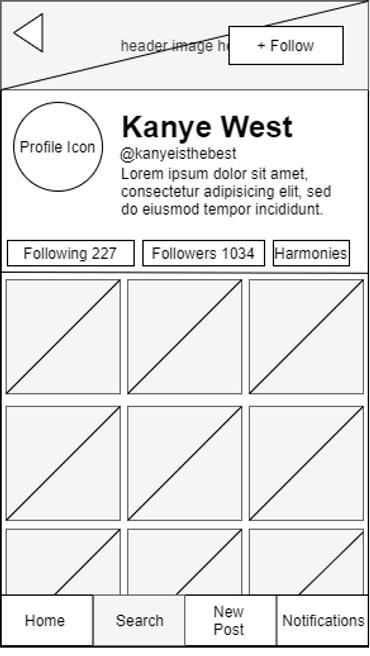 header image h
+ Follow
Profile Icon
Kanye West
@kanyeisthebest
Lorem ipsum dolor sit amet,
consectetur adipisicing elit, sed
do eiusmod tempor incididunt.
Following 227
Followers 1034
Harmonies
Home
Search
New
Post
Notifications